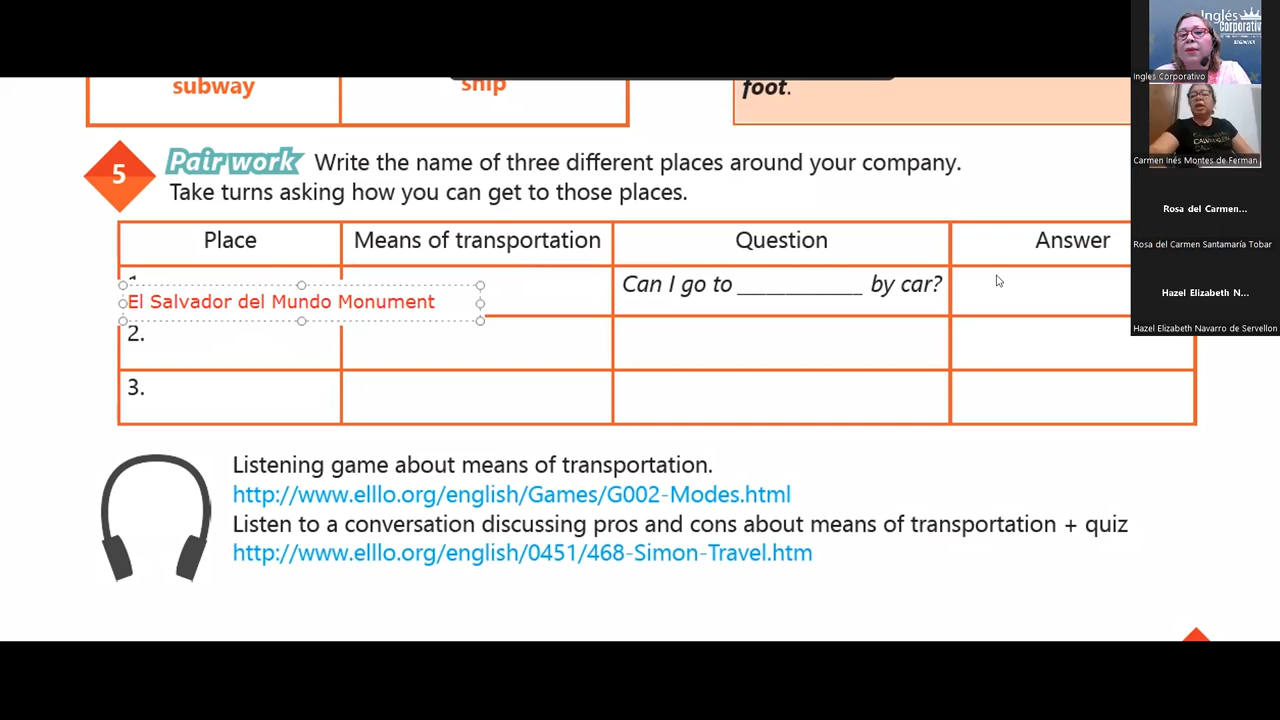 Inglés
Corporativo
Ingles Corporativo
CALVIN KLEIN
Carmen Inés Montes de Ferman
Rosa del Carmen...
Rosa del Carmen Santamaría Tobar
Hazel Elizabeth N...
Hazel Elizabeth Navarro de Servellon
subway
ship
foot.
5
Pair work Write the name of three different places around your company.
Take turns asking how you can get to those places.
Place Means of transportation Question Answer
El Salvador del Mundo Monument
Can I go to ____________ by car?
2.
3.
Listening game about means of transportation.
http://www.elllo.org/english/Games/G002-Modes.html
Listen to a conversation discussing pros and cons about means of transportation + quiz
http://www.elllo.org/english/0451/468-Simon-Travel.htm